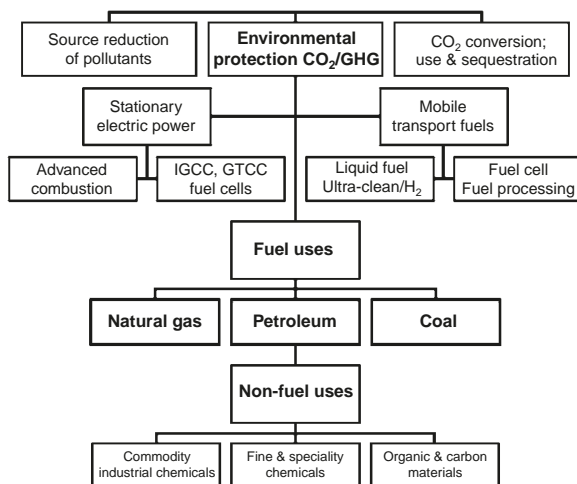 Source reduction
of pollutants
Environmental
protection CO₂/GHG
CO₂ conversion;
use & sequestration
Stationary
electric power
Mobile
transport fuels
Advanced
combustion
IGCC, GTCC
fuel cells
Liquid fuel
Ultra-clean/H₂
Fuel cell
Fuel processing
Fuel uses
Natural gas
Petroleum
Coal
Non-fuel uses
Commodity
industrial chemicals
Fine & speciality
chemicals
Organic & carbon
materials